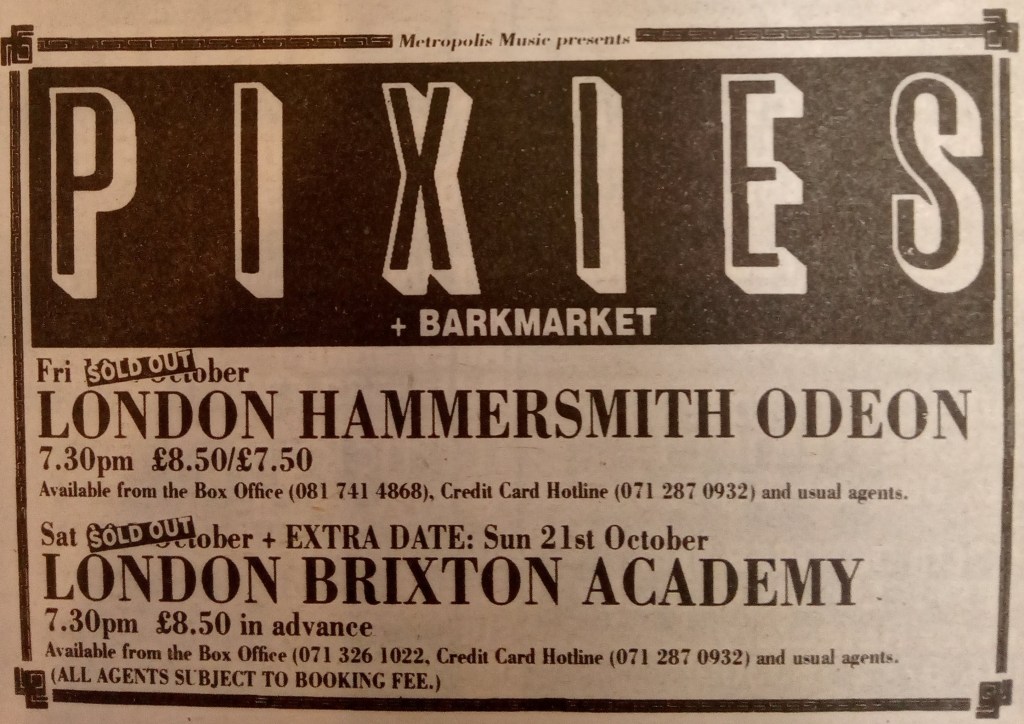 Metropolis Music presents
PIXIES
+ BARKMARKET
Fri SOLD OUT October
LONDON HAMMERSMITH ODEON
7.30pm £8.50/£7.50
Available from the Box Office (081 741 4868), Credit Card Hotline (071 287 0932) and usual agents.
Sat SOLD OUT October + EXTRA DATE: Sun 21st October
LONDON BRIXTON ACADEMY
7.30pm £8.50 in advance
Available from the Box Office (071 326 1022, Credit Card Hotline (071 287 0932) and usual agents.
(ALL AGENTS SUBJECT TO BOOKING FEE.)